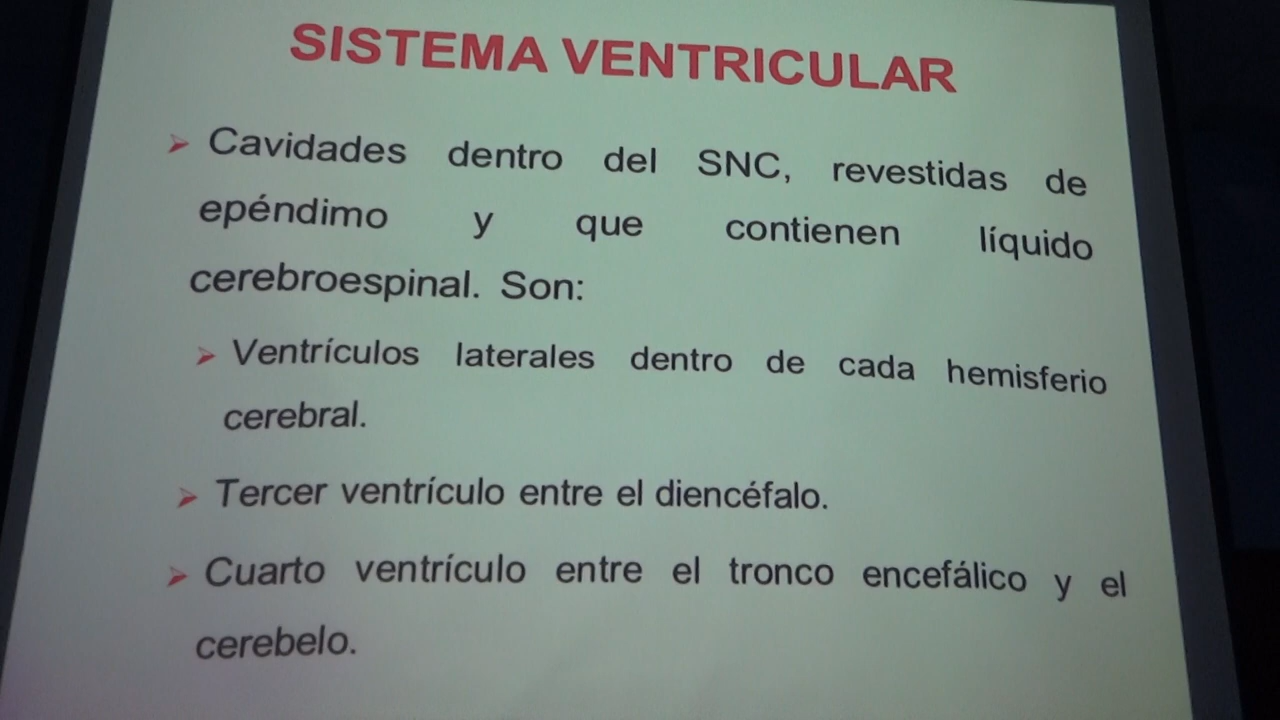 SISTEMA VENTRICULAR
➢ Cavidades dentro del SNC, revestidas de
epéndimo y que contienen líquido
cerebroespinal. Son:
➢ Ventrículos laterales dentro de cada hemisferio
cerebral.
➢ Tercer ventrículo entre el diencéfalo.
➢ Cuarto ventrículo entre el tronco encefálico y el
cerebelo.